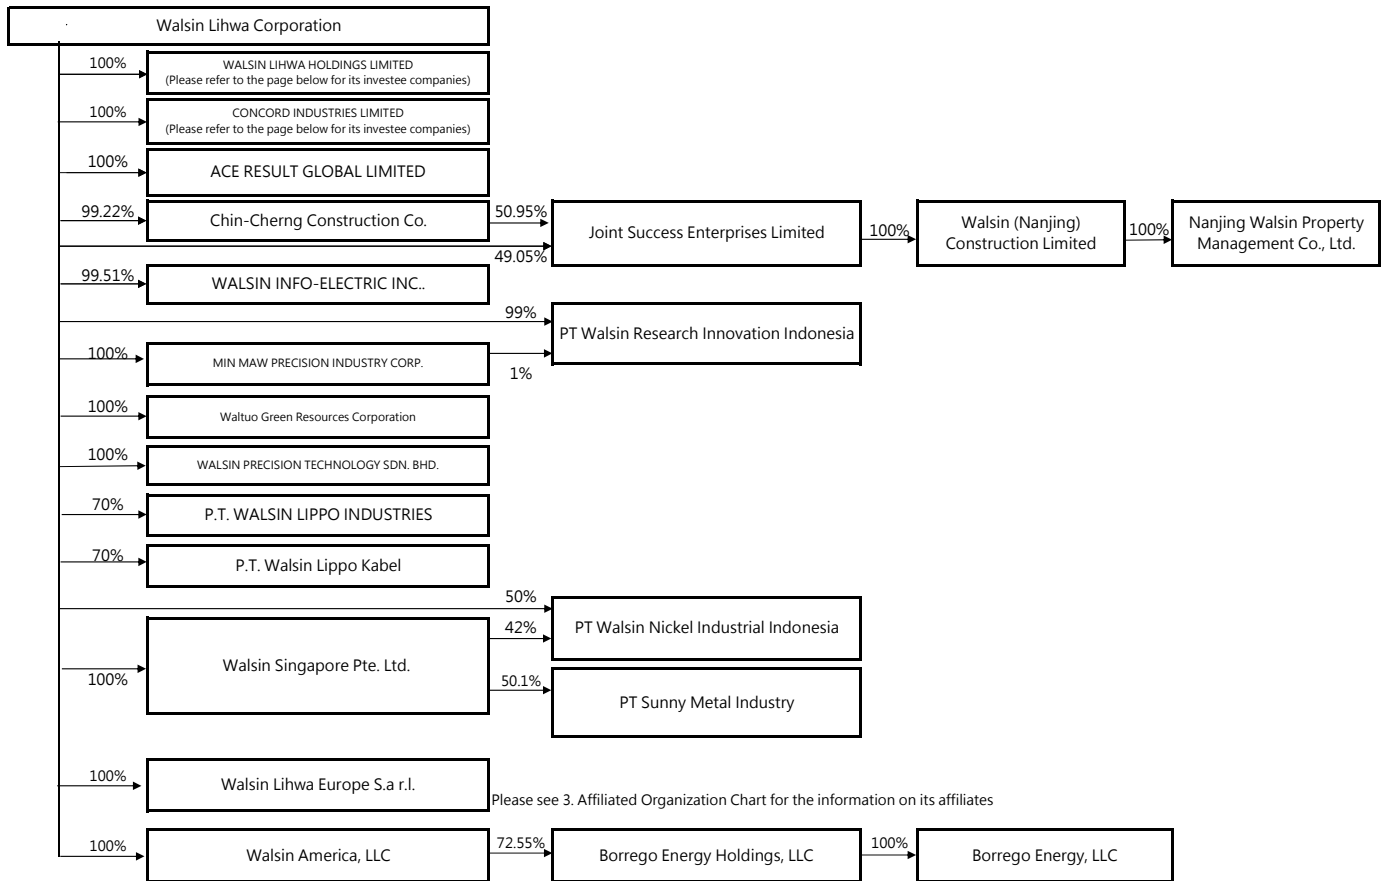 Walsin Lihwa Corporation
100%
WALSIN LIHWA HOLDINGS LIMITED
(Please refer to the page below for its investee companies)
100%
CONCORD INDUSTRIES LIMITED
(Please refer to the page below for its investee companies)
100%
ACE RESULT GLOBAL LIMITED
99.22%
Chin-Cherng Construction Co.
50.95%
49.05%
Joint Success Enterprises Limited
100%
Walsin (Nanjing)
Construction Limited
100%
Nanjing Walsin Property
Management Co., Ltd.
99.51%
WALSIN INFO-ELECTRIC INC..
99%
PT Walsin Research Innovation Indonesia
100%
MIN MAW PRECISION INDUSTRY CORP.
1%
100%
Waltuo Green Resources Corporation
100%
WALSIN PRECISION TECHNOLOGY SDN. BHD.
70%
P.T. WALSIN LIPPO INDUSTRIES
70%
P.T. Walsin Lippo Kabel
50%
42%
PT Walsin Nickel Industrial Indonesia
100%
Walsin Singapore Pte. Ltd.
50.1%
PT Sunny Metal Industry
100%
Walsin Lihwa Europe S.a r.l.
Please see 3. Affiliated Organization Chart for the information on its affiliates
100%
Walsin America, LLC
72.55%
Borrego Energy Holdings, LLC
100%
Borrego Energy, LLC